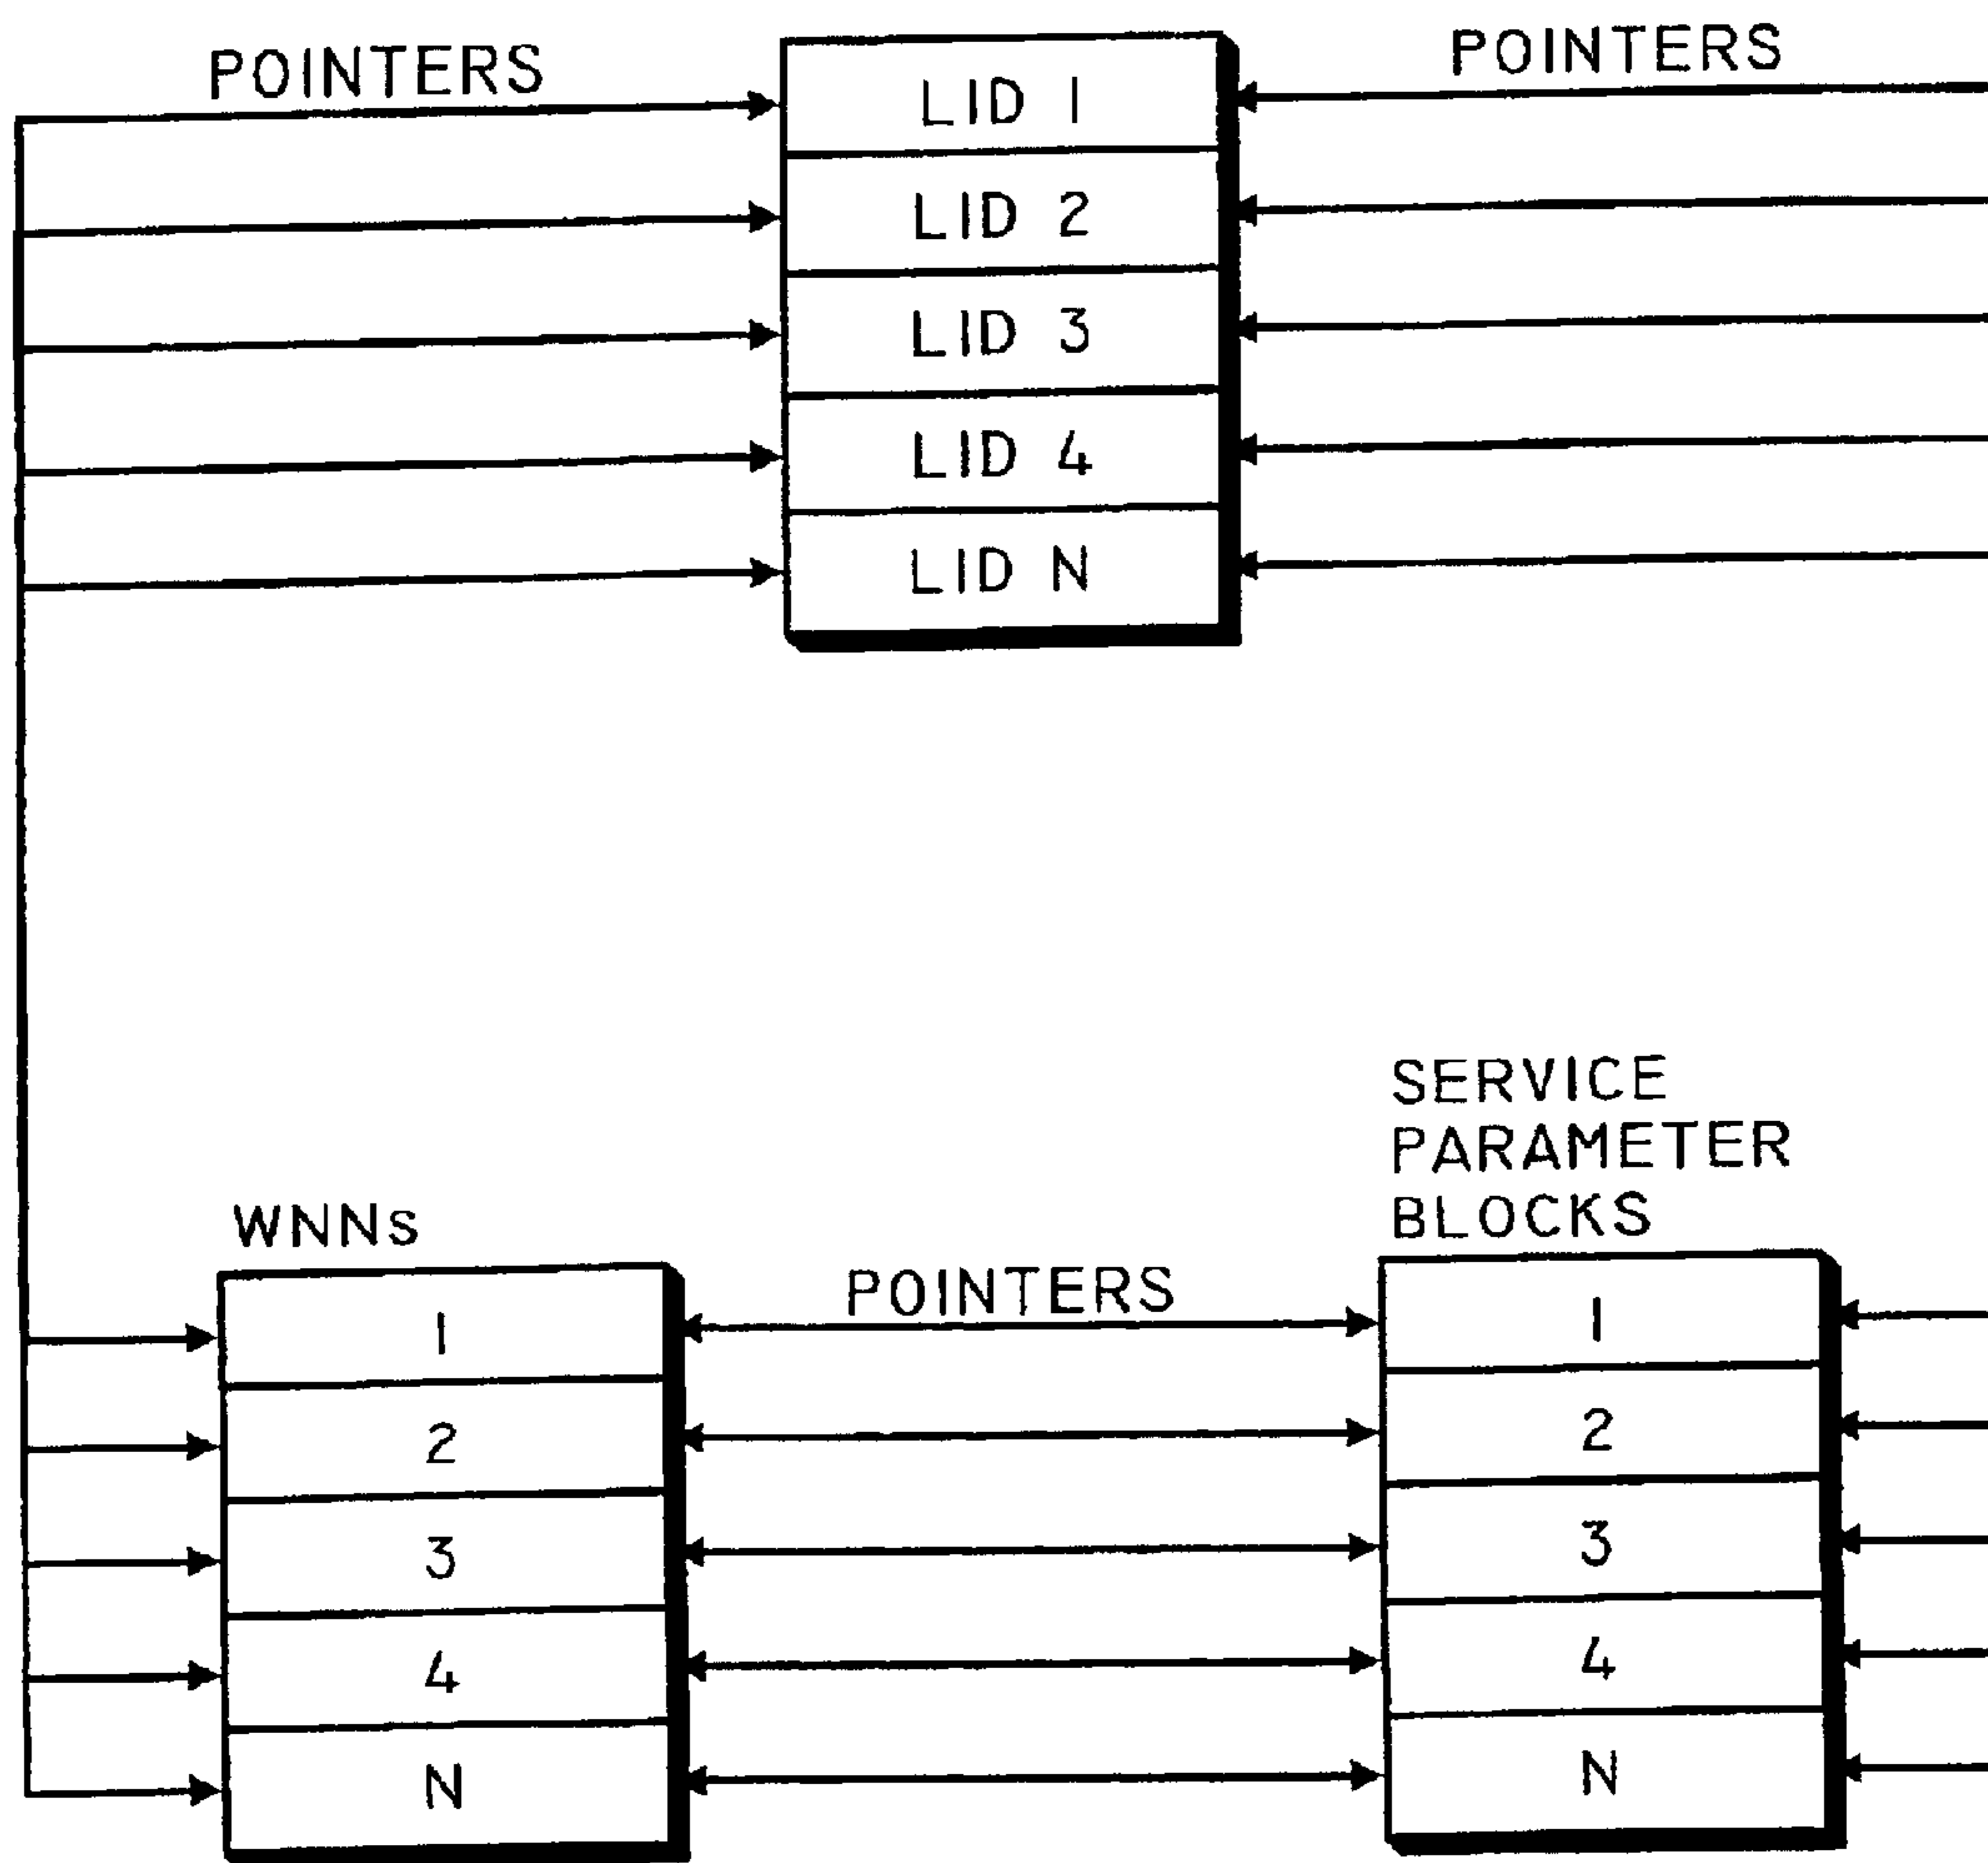 POINTERS
POINTERS
LID 1
LID 2
LID 3
LID 4
LID N
SERVICE
PARAMETER
BLOCKS
WNNs
POINTERS
1
2
3
4
N
1
2
3
4
N